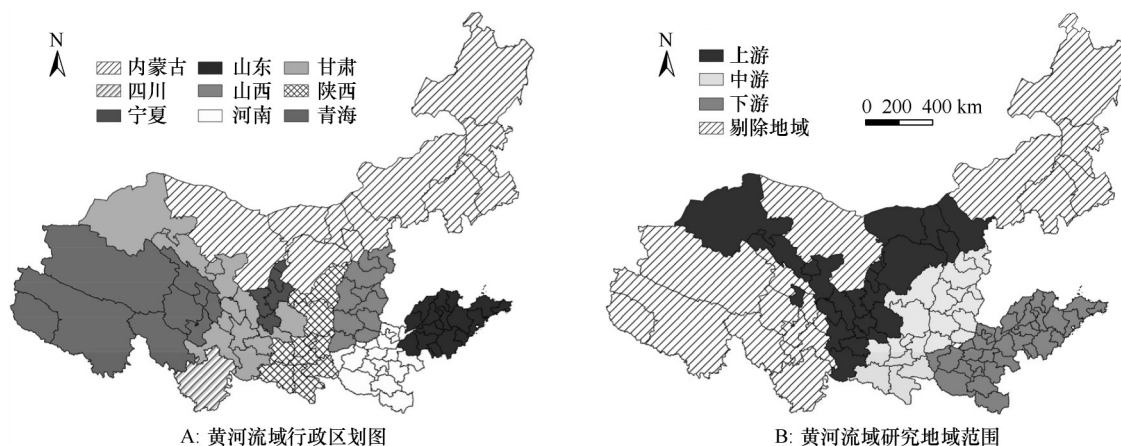 N
内蒙古 山东 甘肃
四川 山西 陕西
宁夏 河南 青海
A: 黄河流域行政区划图
N
上游
中游
下游
剔除地域
0 200 400 km
B: 黄河流域研究地域范围